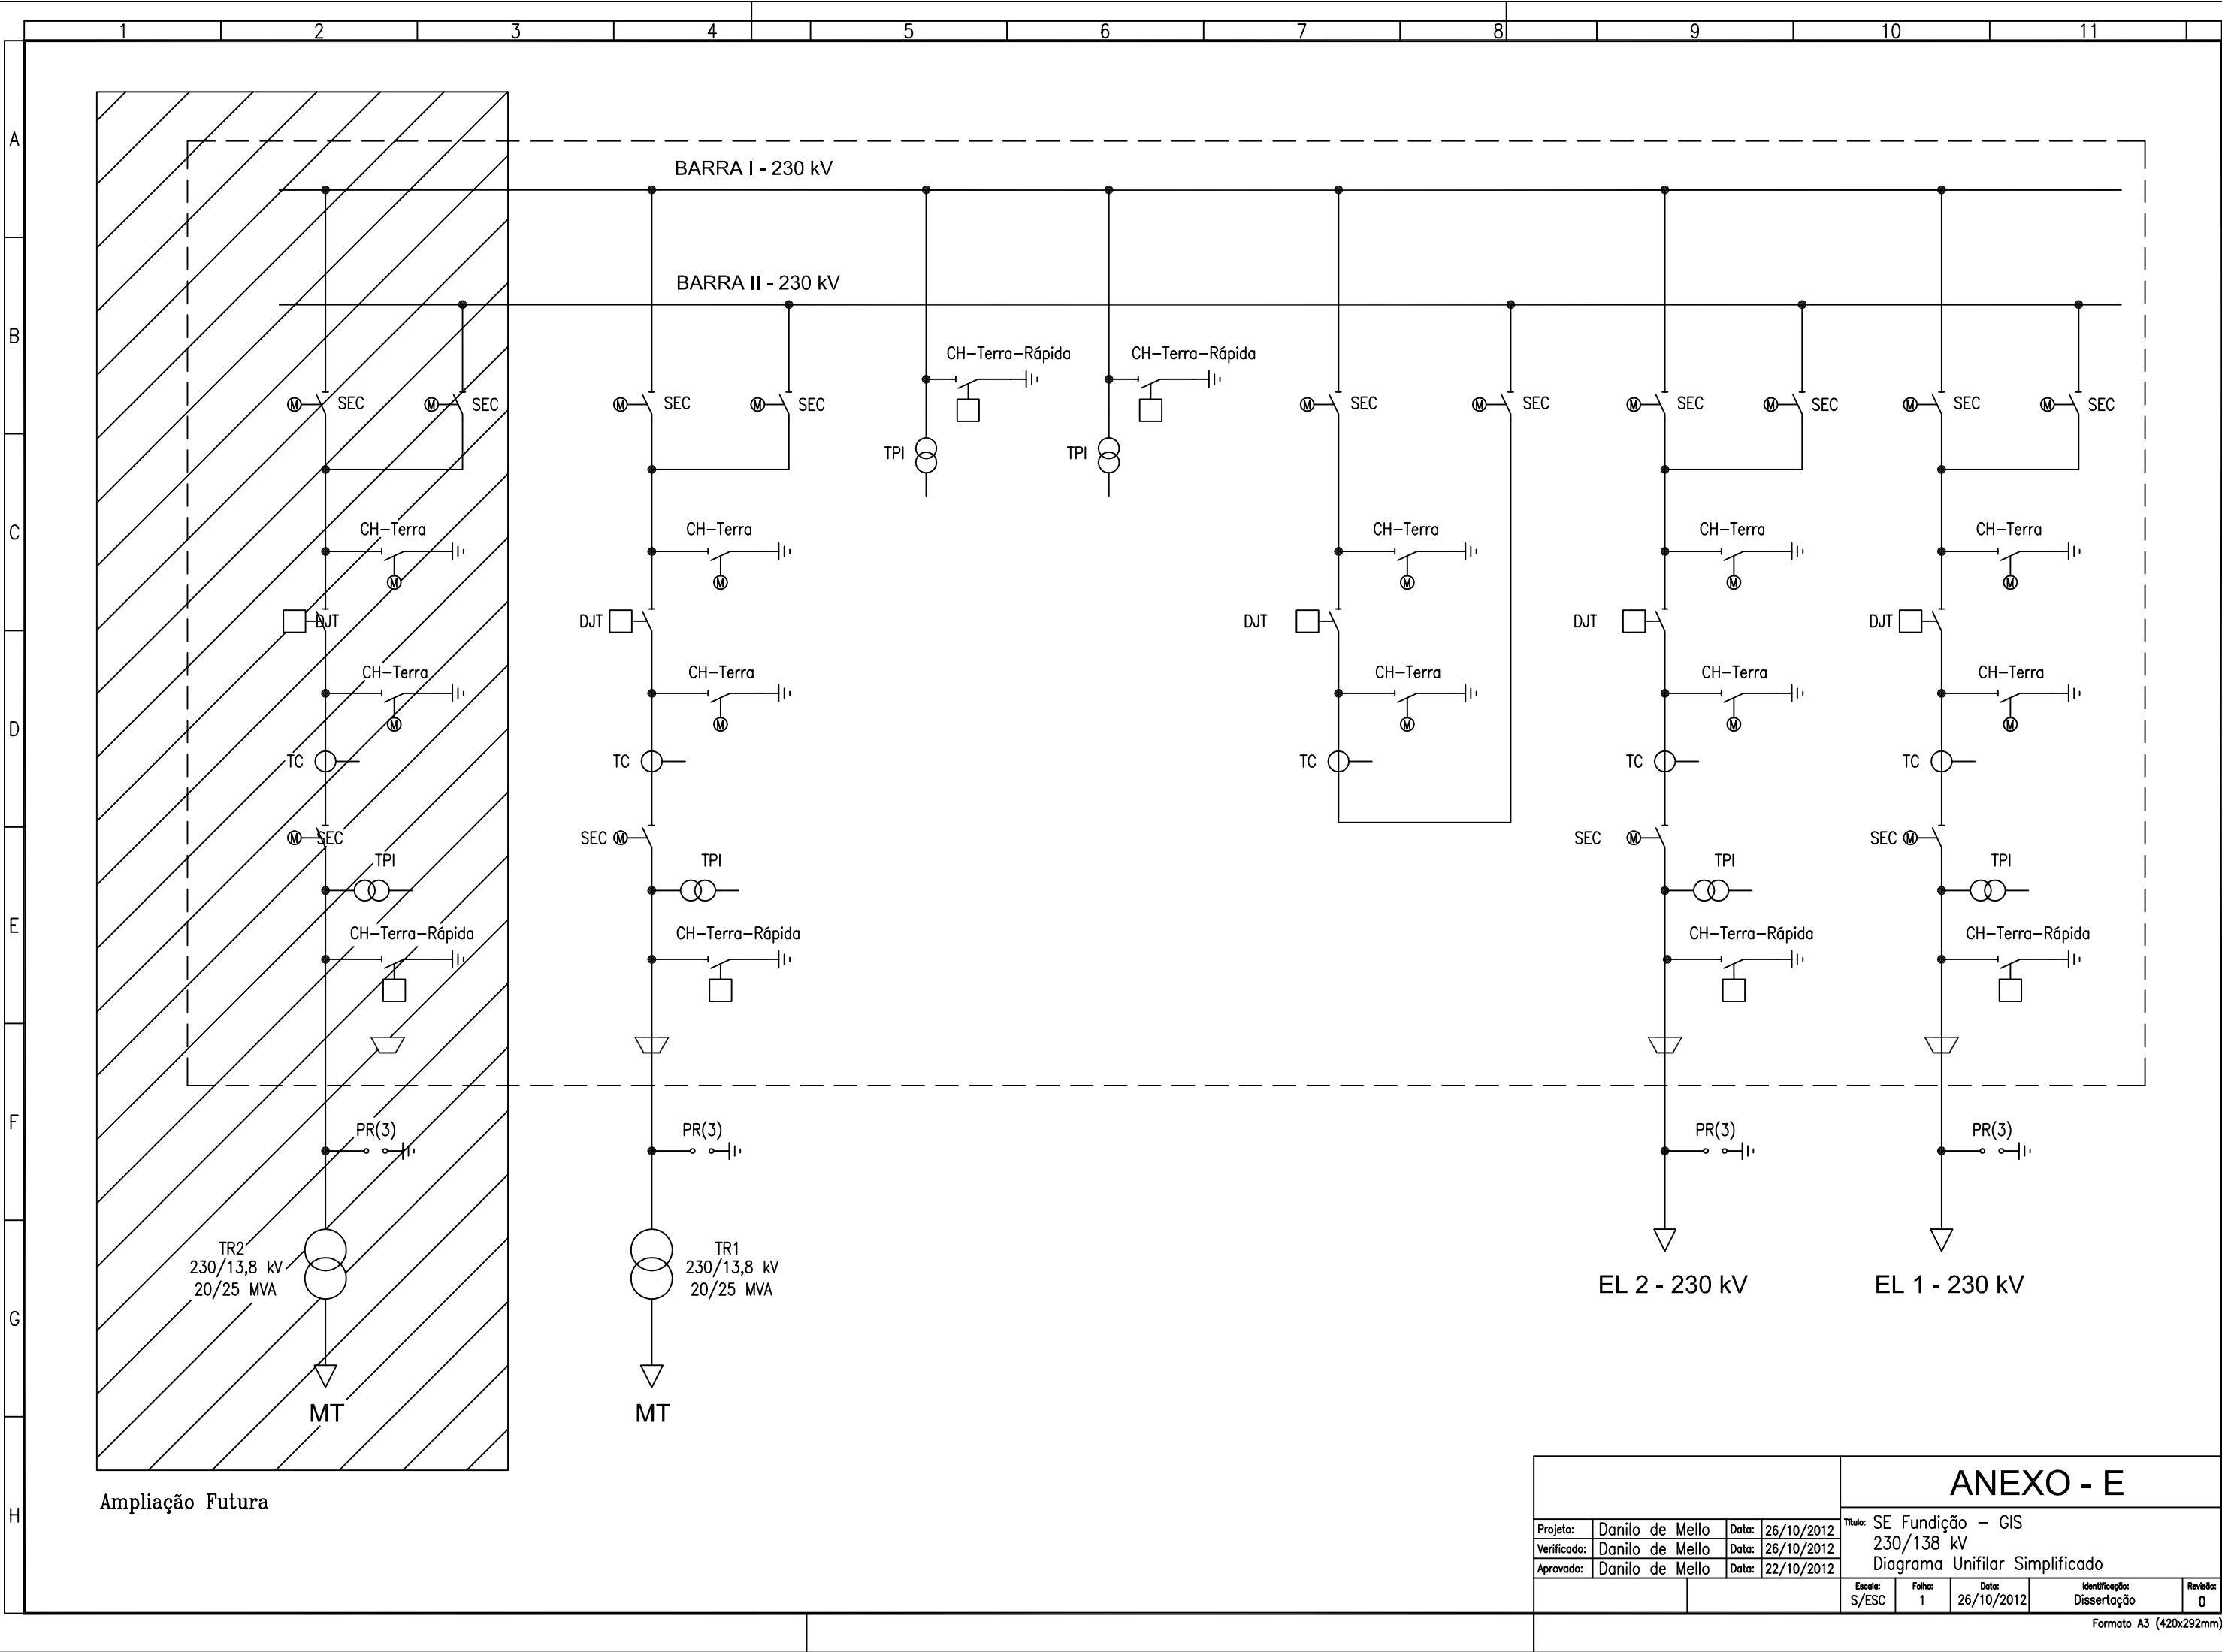 1 2 3 4 5 6 7 8 9 10 11
A
BARRA I - 230 kV
BARRA II - 230 kV
B
CH-Terra-Rápida CH-Terra-Rápida
M SEC M SEC M SEC M SEC M SEC M SEC M SEC M SEC M SEC M SEC
TPI TPI
C
CH-Terra CH-Terra CH-Terra CH-Terra CH-Terra
M M M M M
DJT DJT DJT DJT DJT
CH-Terra CH-Terra CH-Terra CH-Terra CH-Terra
M M M M M
D
TC TC TC TC TC
M SEC SEC M SEC M SEC M
TPI TPI TPI TPI
E
CH-Terra-Rápida CH-Terra-Rápida CH-Terra-Rápida CH-Terra-Rápida
F
PR(3) PR(3) PR(3) PR(3)
TR2
230/13,8 kV
20/25 MVA
TR1
230/13,8 kV
20/25 MVA
EL 2 - 230 kV EL 1 - 230 kV
G
MT MT
Ampliação Futura
H
ANEXO - E
Título: SE Fundição - GIS
230/138 kV
Diagrama Unifilar Simplificado
Projeto: Danilo de Mello Data: 26/10/2012
Verificado: Danilo de Mello Data: 26/10/2012
Aprovado: Danilo de Mello Data: 22/10/2012
Escala: Folha: Data: Identificação: Revisão:
S/ESC 1 26/10/2012 Dissertação 0
Formato A3 (420x292mm)